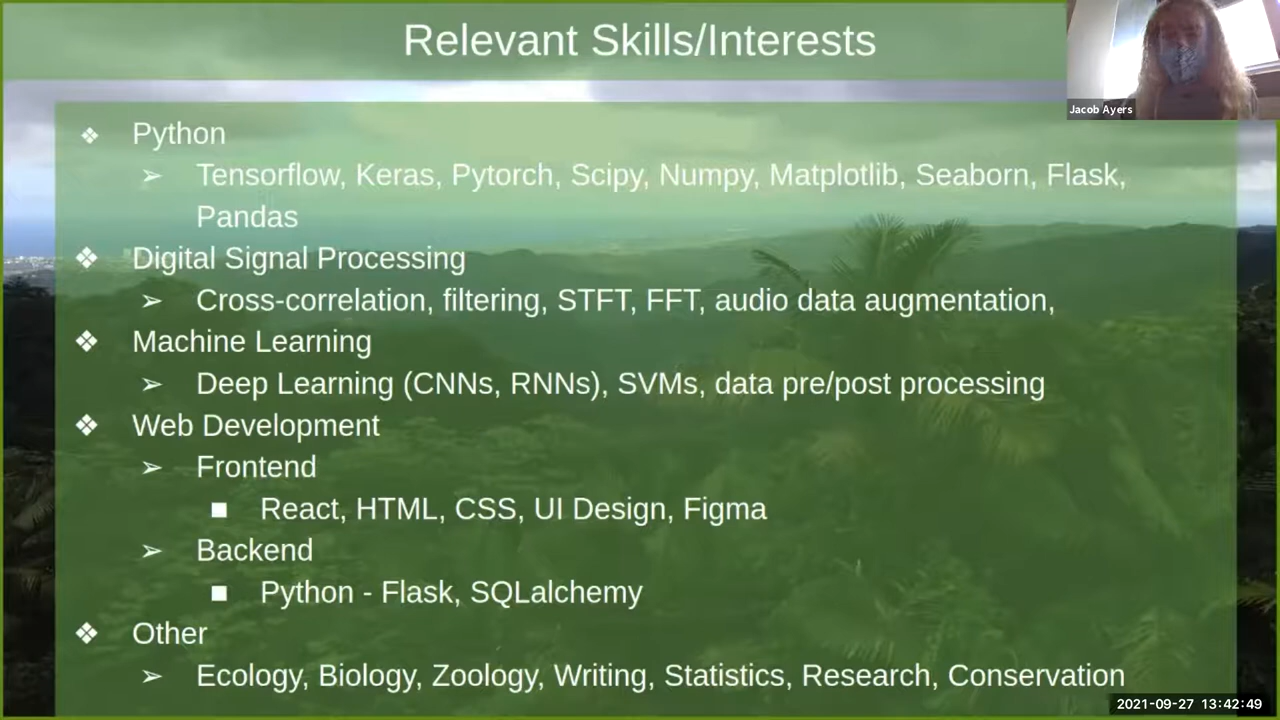 Relevant Skills/Interests
Jacob Ayers
❖ Python
➢ Tensorflow, Keras, Pytorch, Scipy, Numpy, Matplotlib, Seaborn, Flask,
Pandas
❖ Digital Signal Processing
➢ Cross-correlation, filtering, STFT, FFT, audio data augmentation,
❖ Machine Learning
➢ Deep Learning (CNNs, RNNs), SVMs, data pre/post processing
❖ Web Development
➢ Frontend
■ React, HTML, CSS, UI Design, Figma
➢ Backend
■ Python - Flask, SQLalchemy
❖ Other
➢ Ecology, Biology, Zoology, Writing, Statistics, Research, Conservation
2021-09-27 13:42:49